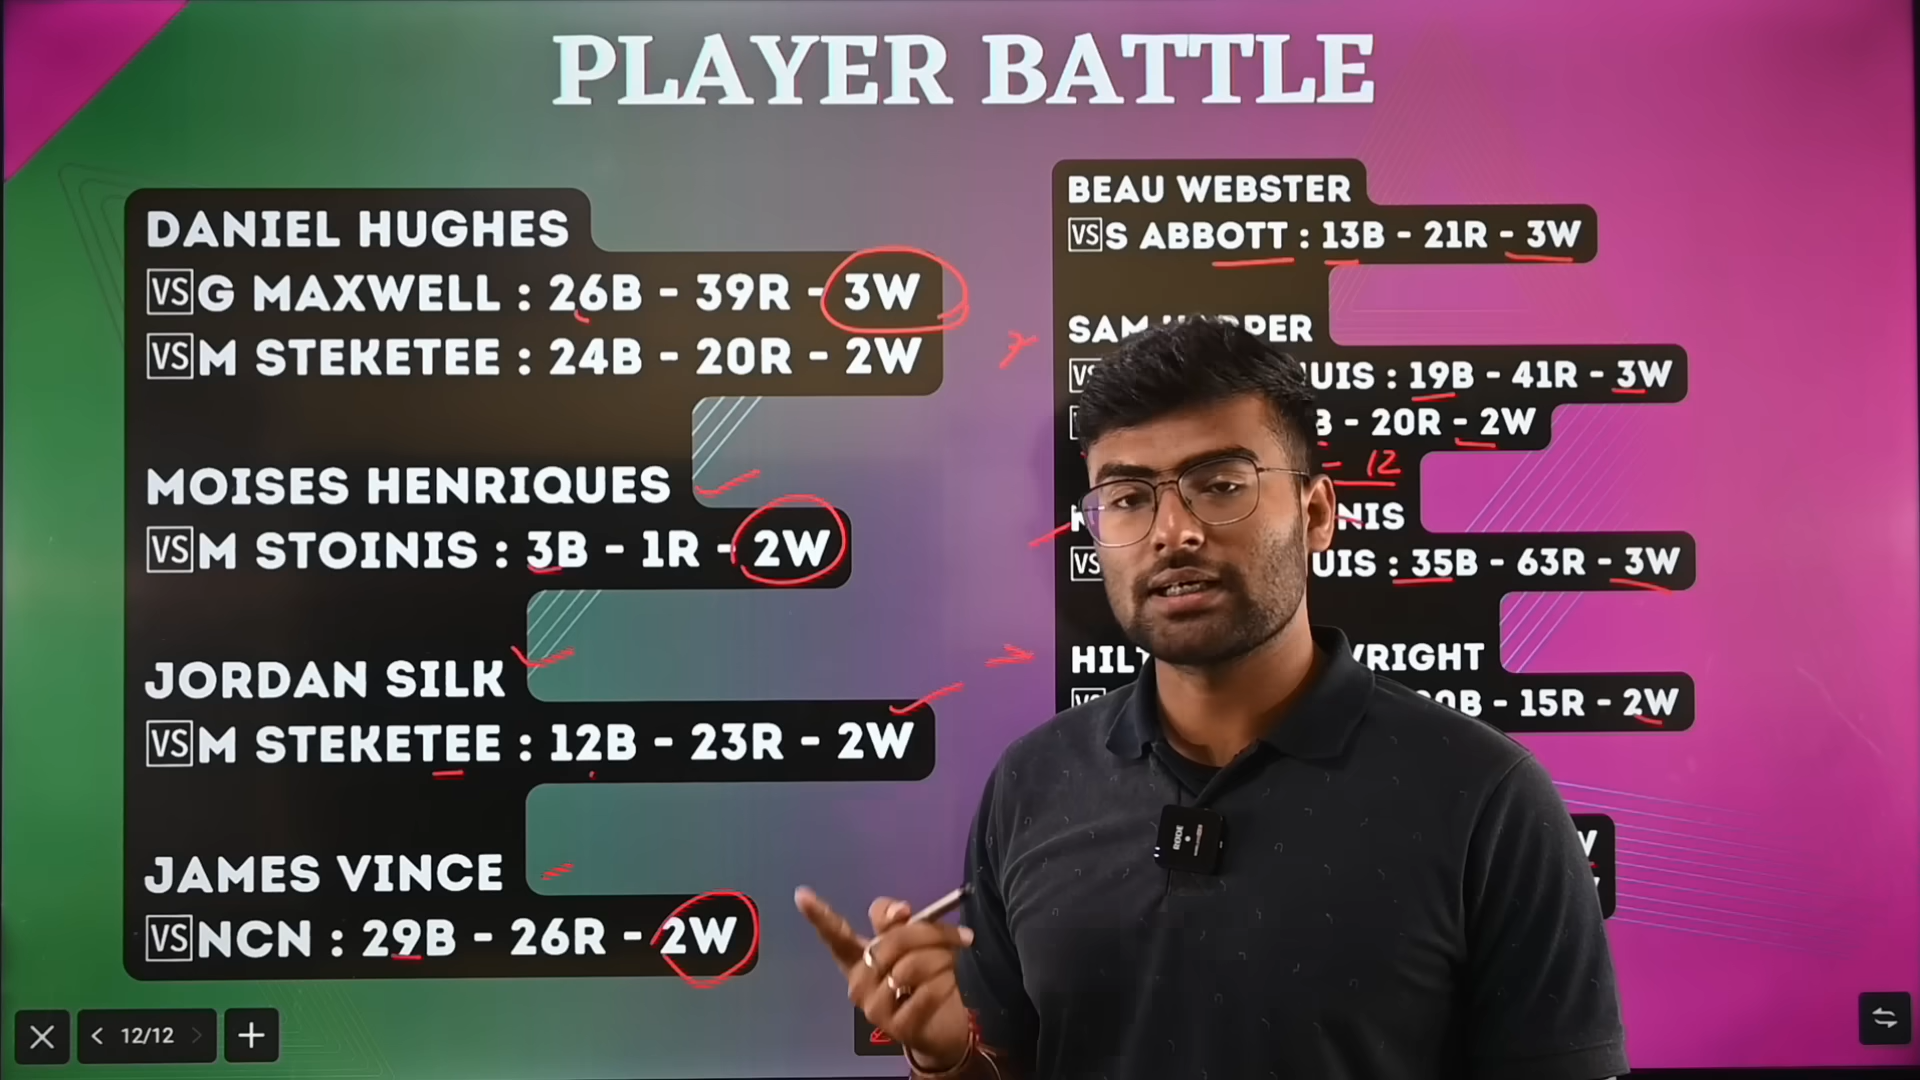 PLAYER BATTLE
DANIEL HUGHES
VS G MAXWELL : 26B - 39R - 3W
VS M STEKETEE : 24B - 20R - 2W
MOISES HENRIQUES
VS M STOINIS : 3B - 1R - 2W
JORDAN SILK
VS M STEKETEE : 12B - 23R - 2W
JAMES VINCE
VS NCN : 29B - 26R - 2W
BEAU WEBSTER
VS S ABBOTT : 13B - 21R - 3W
SAM
UIS : 19B - 41R - 3W
- 20R - 2W
- 12
NIS
VS UIS : 35B - 63R - 3W
HILT WRIGHT
- 15R - 2W
RODE
12/12